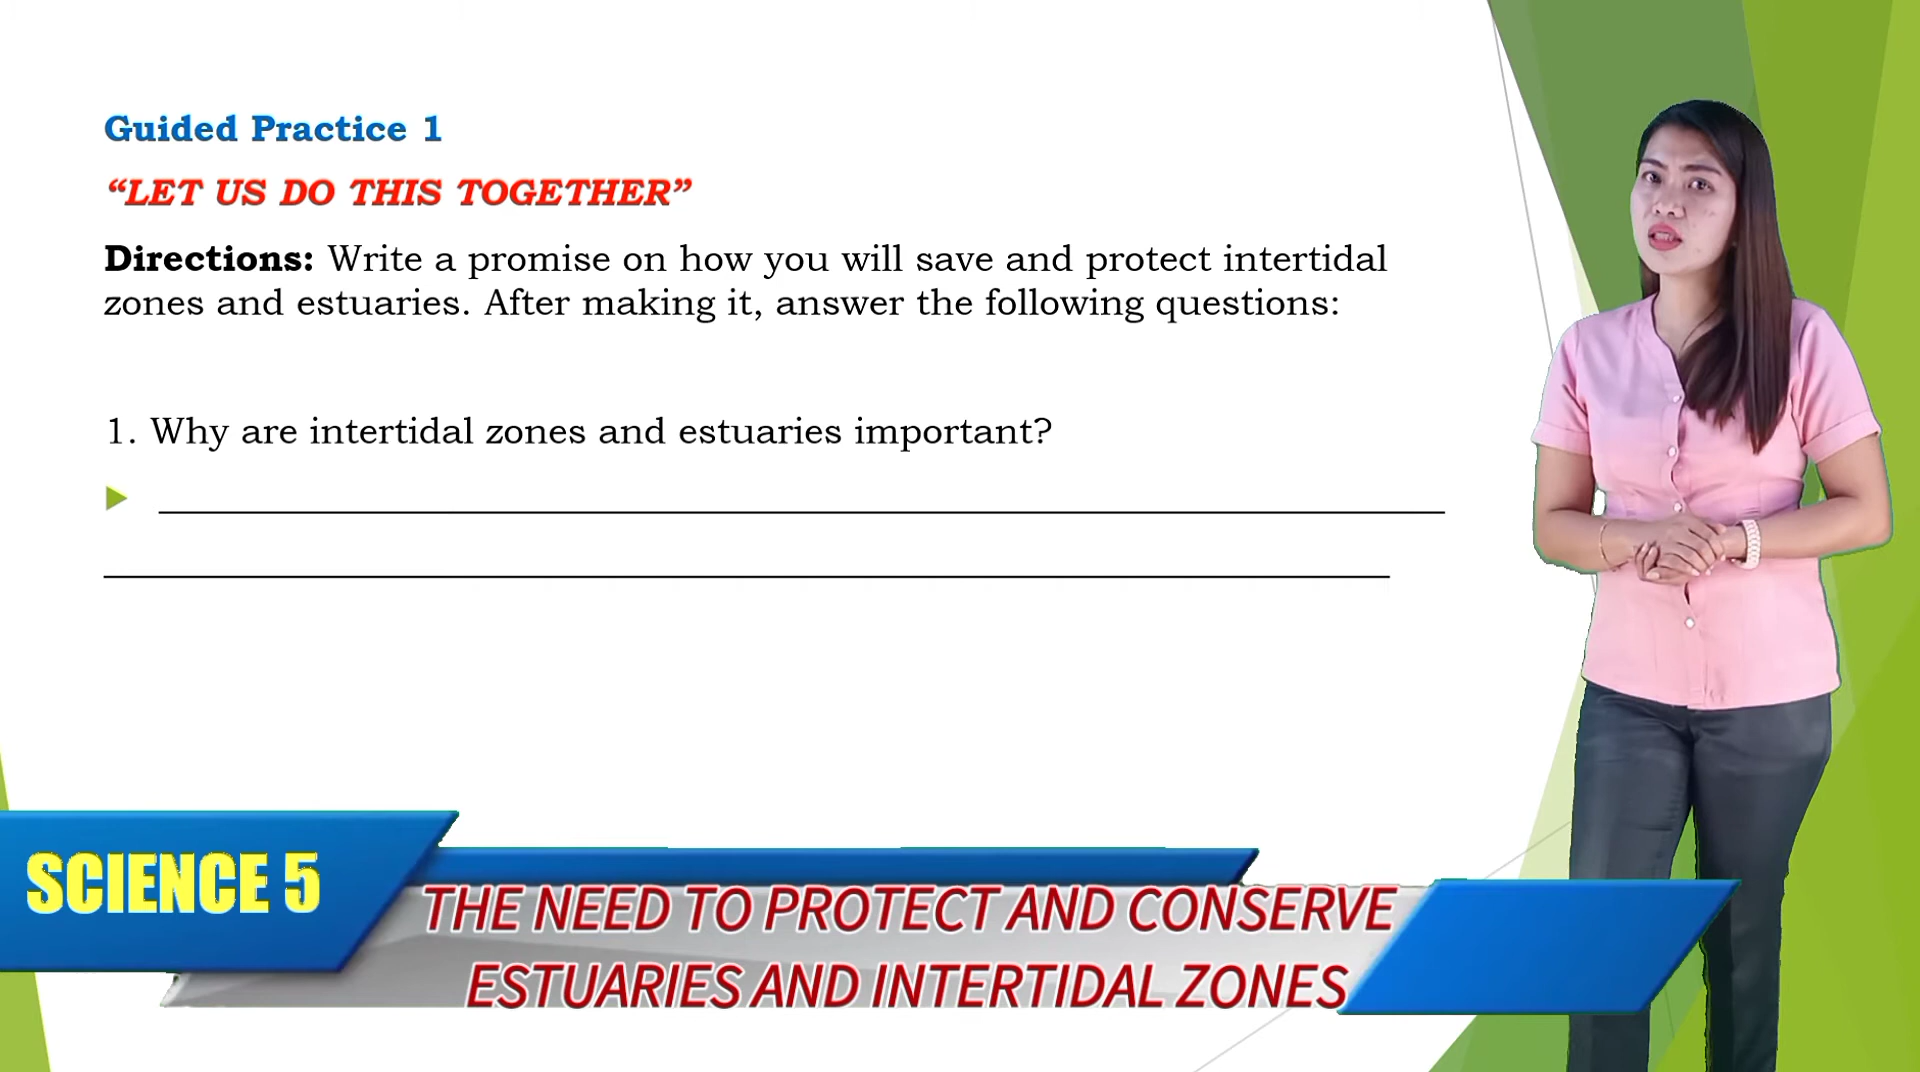 Guided Practice 1
“LET US DO THIS TOGETHER”
Directions: Write a promise on how you will save and protect intertidal
zones and estuaries. After making it, answer the following questions:
1. Why are intertidal zones and estuaries important?
SCIENCE 5
THE NEED TO PROTECT AND CONSERVE
ESTUARIES AND INTERTIDAL ZONES